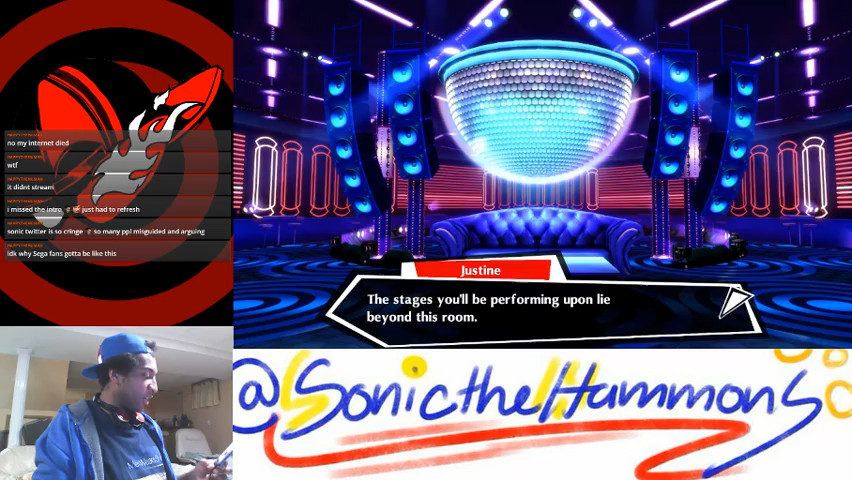 no my internet died
wtf
it didnt stream
i missed the intro just had to refresh
sonic twitter is so cringe so many ppl misguided and arguing
idk why Sega fans gotta be like this
Justine
The stages you'll be performing upon lie
beyond this room.
@SonictheHammons